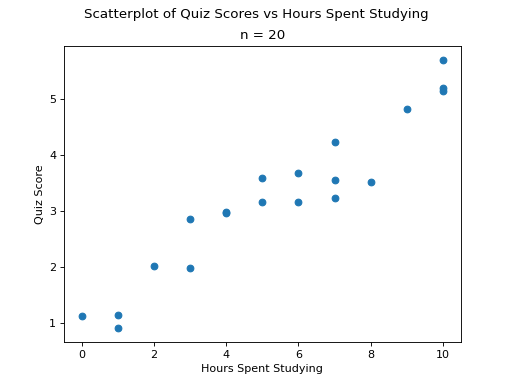 Scatterplot of Quiz Scores vs Hours Spent Studying
n = 20
5
4
3
2
1
Quiz Score
0 2 4 6 8 10
Hours Spent Studying